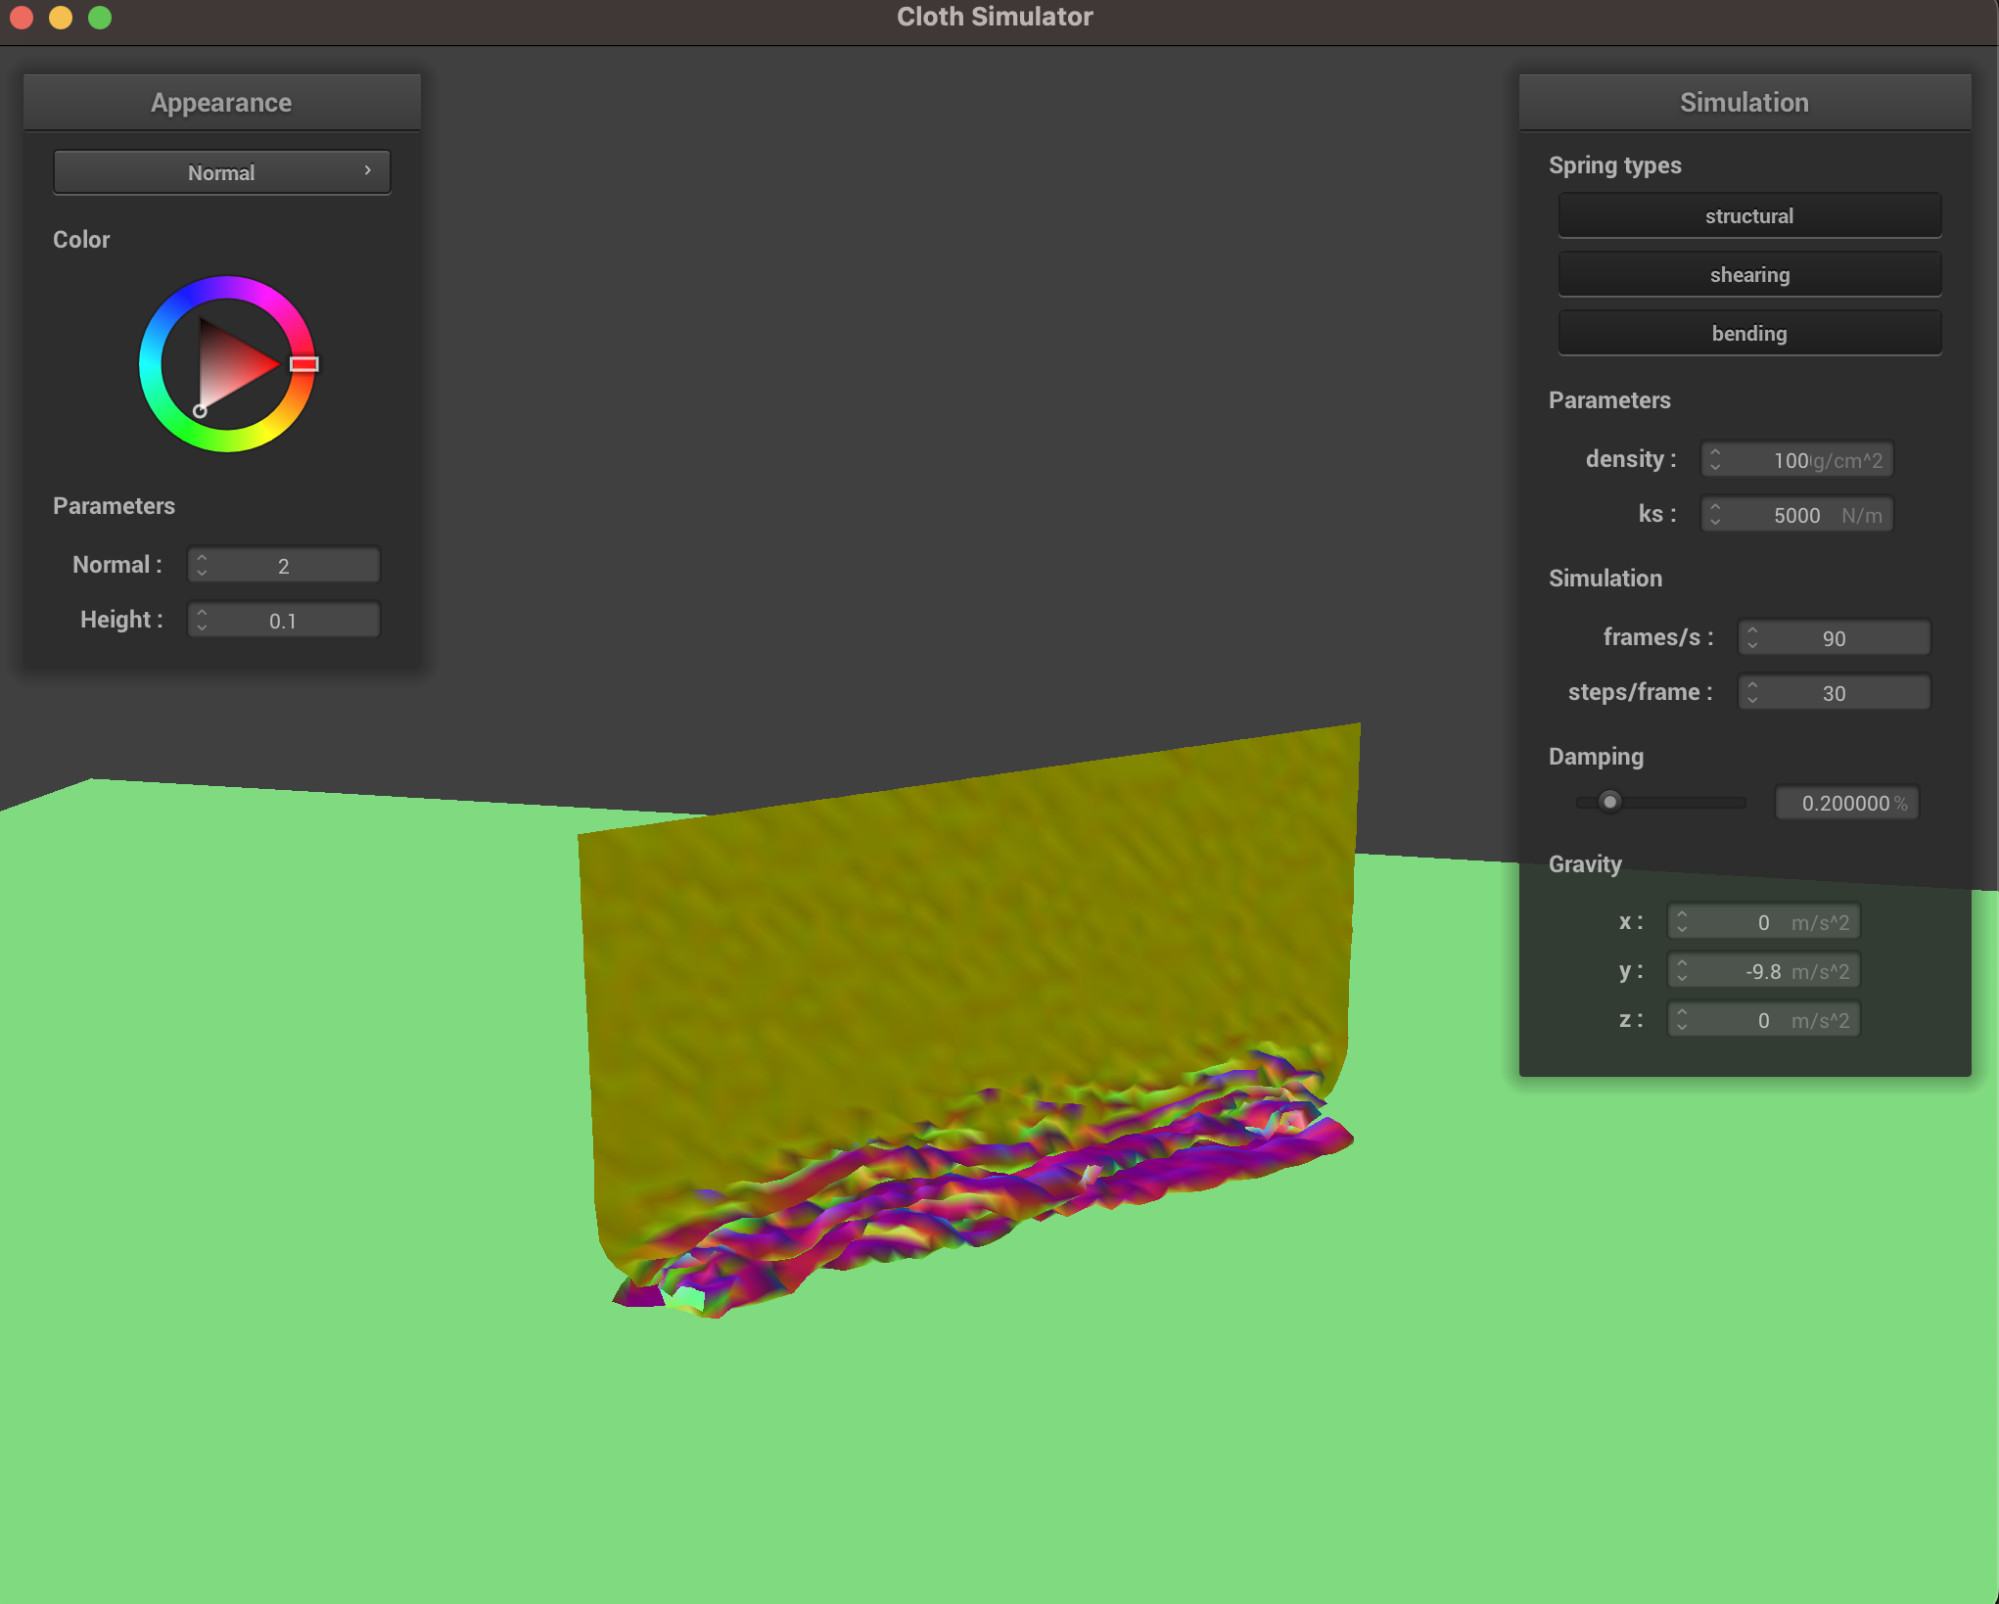 Cloth Simulator
Appearance
Normal
Color
Parameters
Normal : 2
Height : 0.1
Simulation
Spring types
structural
shearing
bending
Parameters
density : 100 g/cm^2
ks : 5000 N/m
Simulation
frames/s : 90
steps/frame : 30
Damping
0.200000 %
Gravity
x : 0 m/s^2
y : -9.8 m/s^2
z : 0 m/s^2